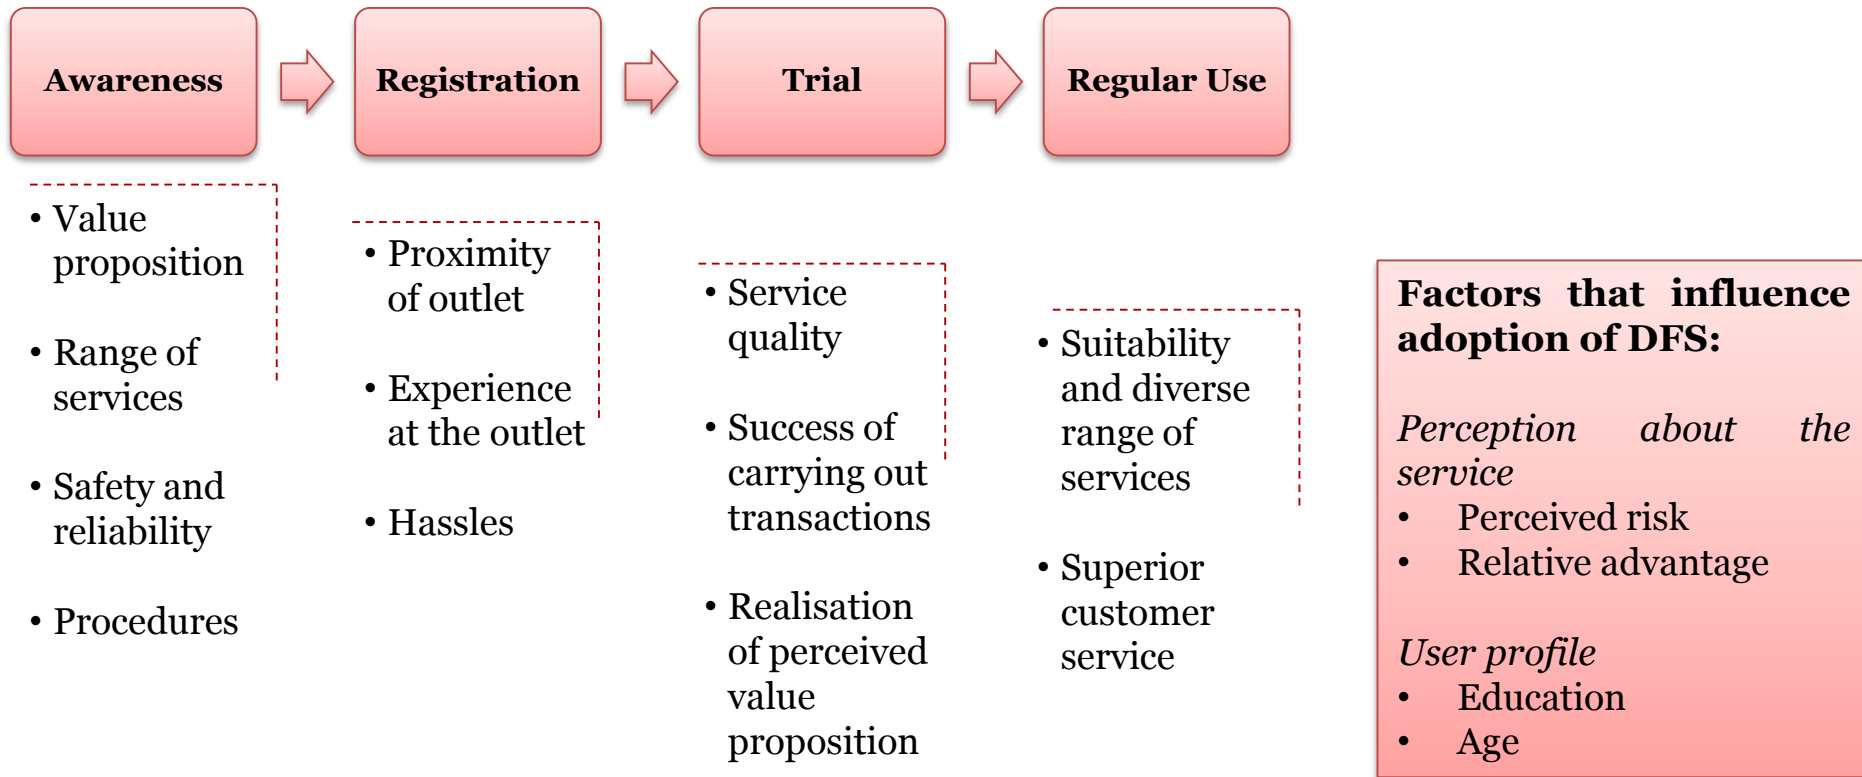 Awareness
Registration
Trial
Regular Use
• Value
proposition
• Range of
services
• Safety and
reliability
• Procedures
• Proximity
of outlet
• Experience
at the outlet
• Hassles
• Service
quality
• Success of
carrying out
transactions
• Realisation
of perceived
value
proposition
• Suitability
and diverse
range of
services
• Superior
customer
service
Factors that influence
adoption of DFS:
Perception about the
service
• Perceived risk
• Relative advantage
User profile
• Education
• Age